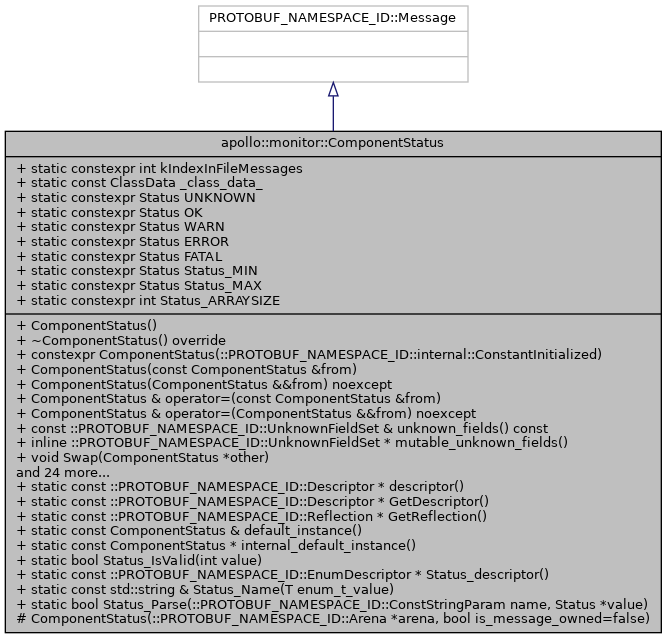 PROTOBUF_NAMESPACE_ID::Message
apollo::monitor::ComponentStatus
+ static constexpr int kIndexInFileMessages
+ static const ClassData _class_data_
+ static constexpr Status UNKNOWN
+ static constexpr Status OK
+ static constexpr Status WARN
+ static constexpr Status ERROR
+ static constexpr Status FATAL
+ static constexpr Status Status_MIN
+ static constexpr Status Status_MAX
+ static constexpr int Status_ARRAYSIZE
+ ComponentStatus()
+ ~ComponentStatus() override
+ constexpr ComponentStatus(::PROTOBUF_NAMESPACE_ID::internal::ConstantInitialized)
+ ComponentStatus(const ComponentStatus &from)
+ ComponentStatus(ComponentStatus &&from) noexcept
+ ComponentStatus & operator=(const ComponentStatus &from)
+ ComponentStatus & operator=(ComponentStatus &&from) noexcept
+ const ::PROTOBUF_NAMESPACE_ID::UnknownFieldSet & unknown_fields() const
+ inline ::PROTOBUF_NAMESPACE_ID::UnknownFieldSet * mutable_unknown_fields()
+ void Swap(ComponentStatus *other)
and 24 more...
+ static const ::PROTOBUF_NAMESPACE_ID::Descriptor * descriptor()
+ static const ::PROTOBUF_NAMESPACE_ID::Descriptor * GetDescriptor()
+ static const ::PROTOBUF_NAMESPACE_ID::Reflection * GetReflection()
+ static const ComponentStatus & default_instance()
+ static const ComponentStatus * internal_default_instance()
+ static bool Status_IsValid(int value)
+ static const ::PROTOBUF_NAMESPACE_ID::EnumDescriptor * Status_descriptor()
+ static const std::string & Status_Name(T enum_t_value)
+ static bool Status_Parse(::PROTOBUF_NAMESPACE_ID::ConstStringParam name, Status *value)
# ComponentStatus(::PROTOBUF_NAMESPACE_ID::Arena *arena, bool is_message_owned=false)